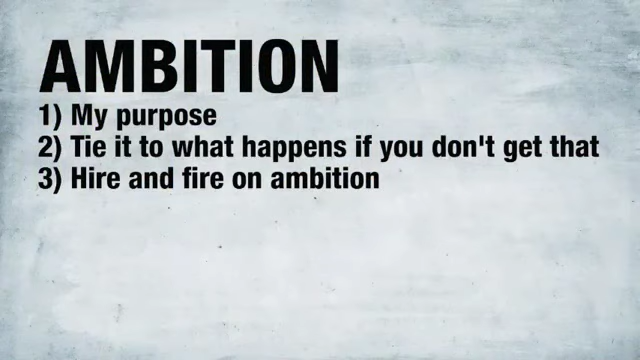 AMBITION
1) My purpose
2) Tie it to what happens if you don't get that
3) Hire and fire on ambition